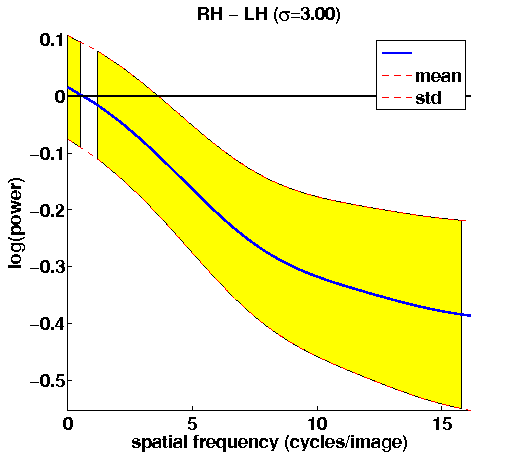 RH − LH (σ=3.00)
0.1
0
−0.1
−0.2
−0.3
−0.4
−0.5
log(power)
mean
std
0 5 10 15
spatial frequency (cycles/image)